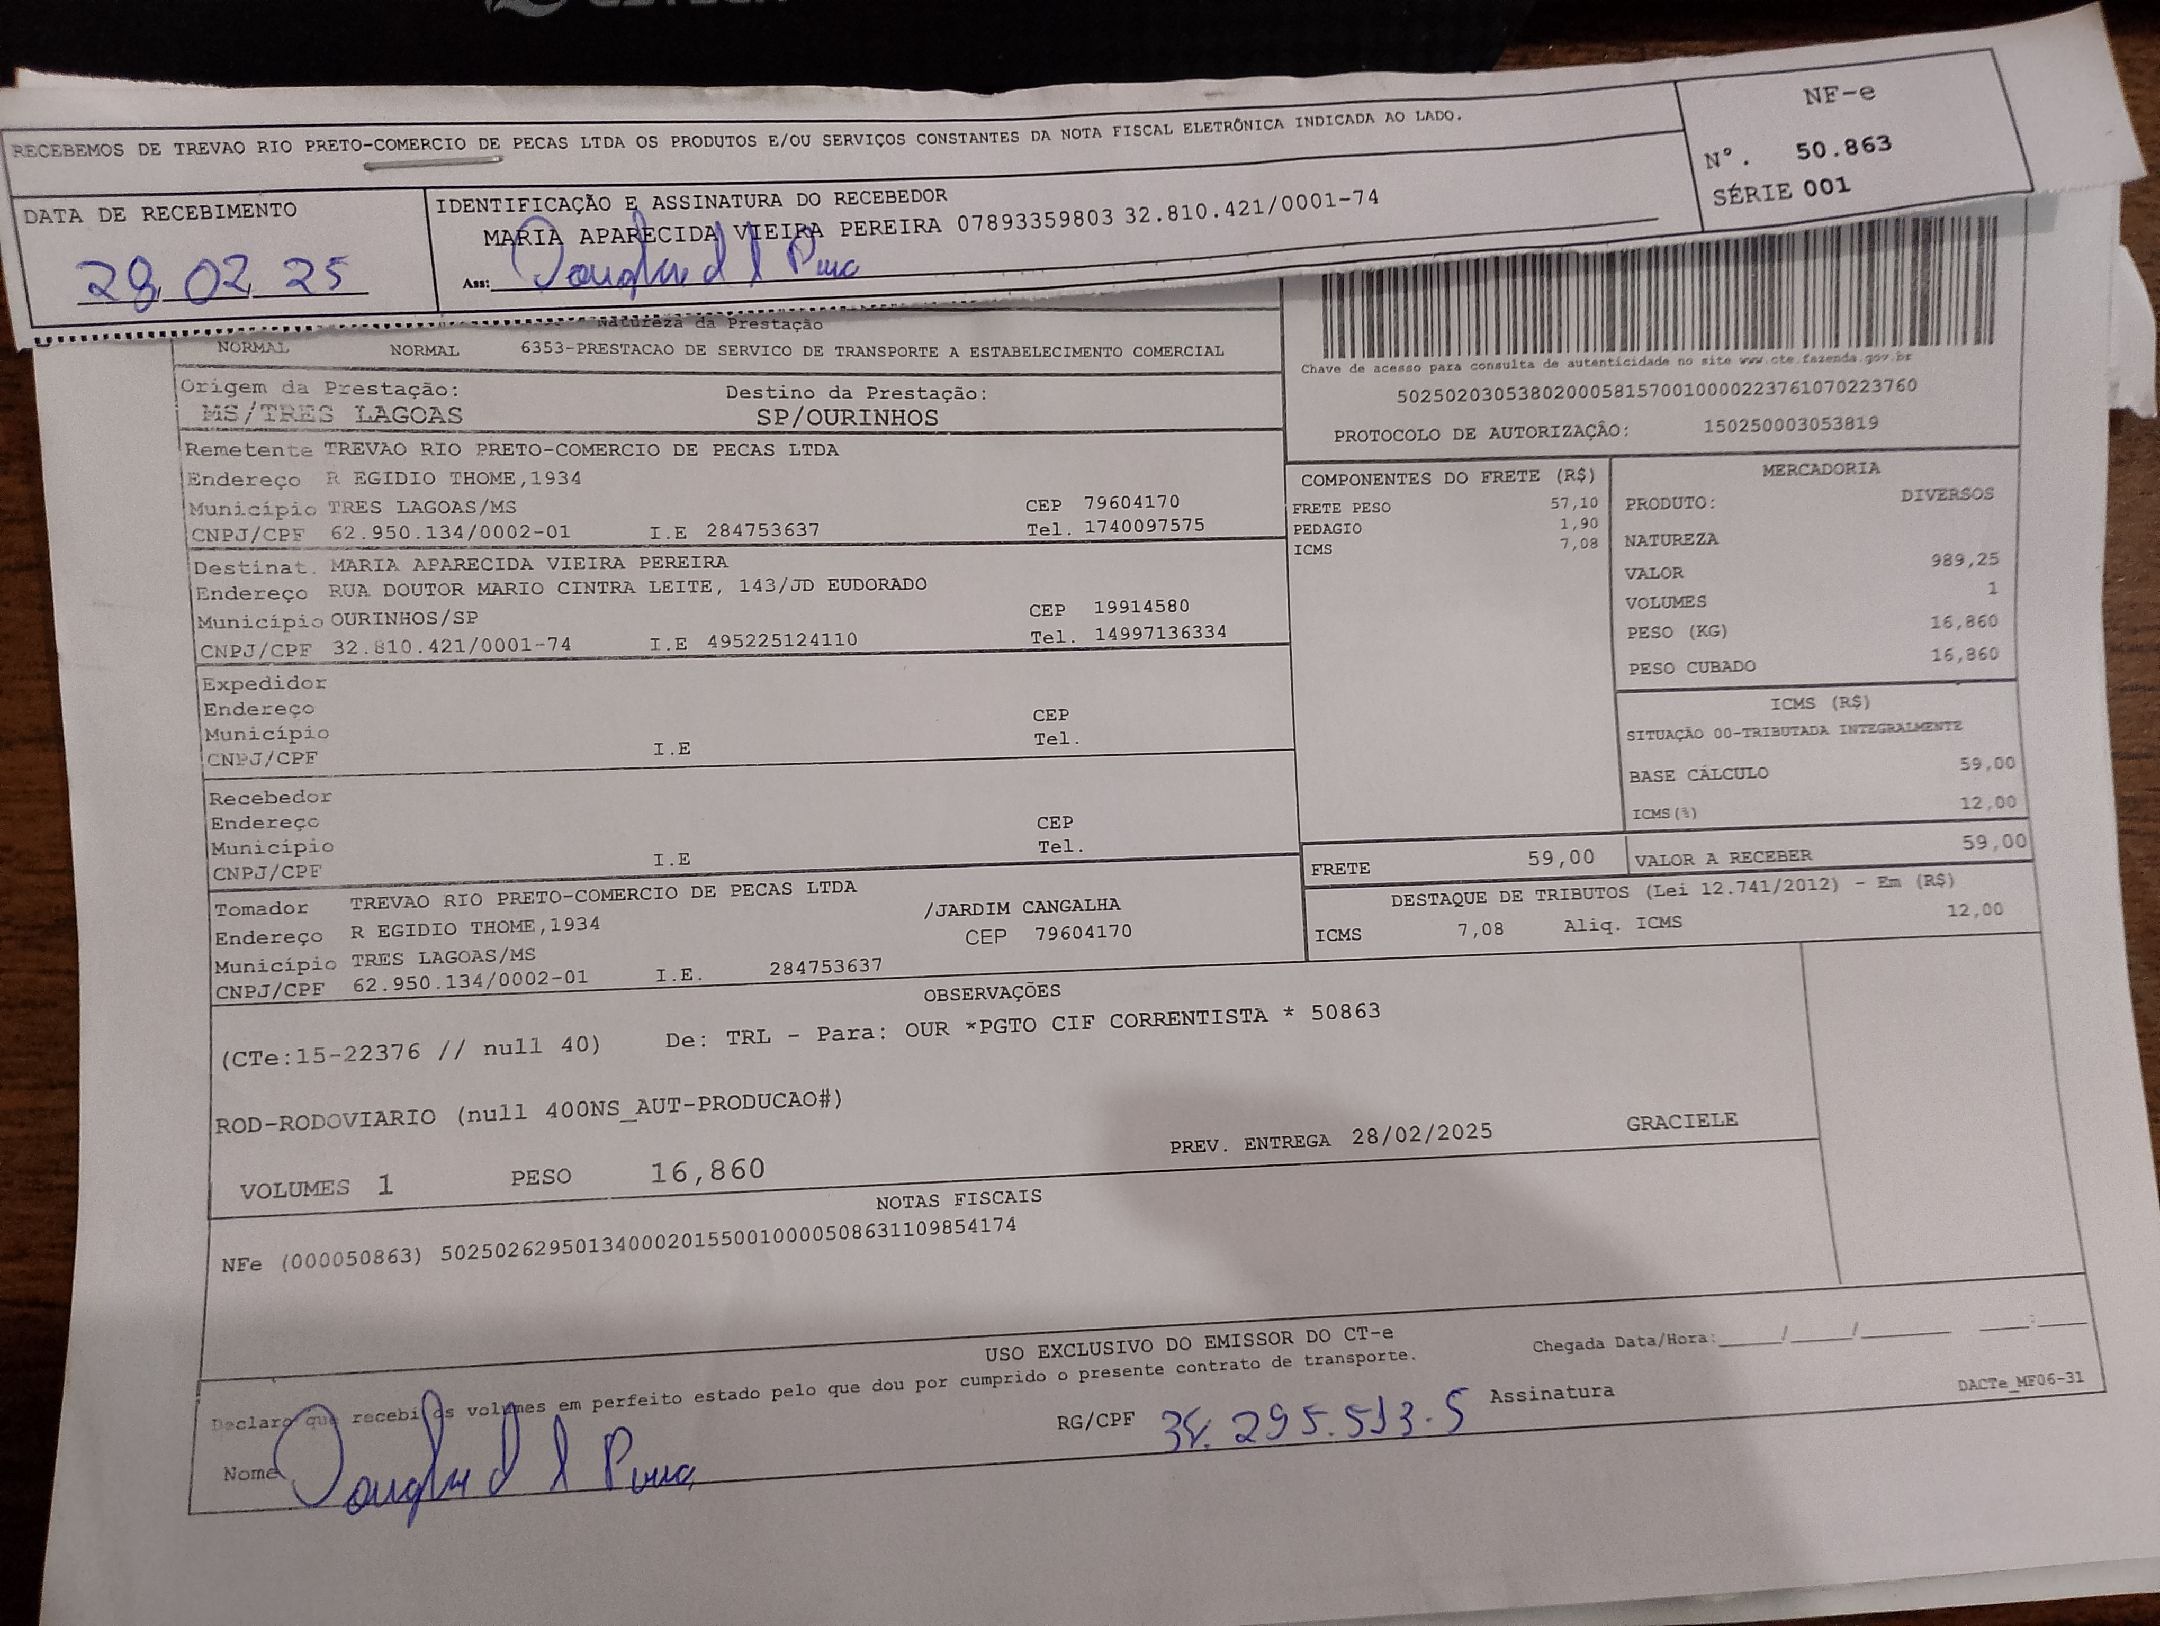 RECEBEMOS DE TREVAO RIO PRETO-COMERCIO DE PECAS LTDA OS PRODUTOS E/OU SERVIÇOS CONSTANTES DA NOTA FISCAL ELETRÔNICA INDICADA AO LADO.
NF-e
Nº. 50.863
SÉRIE 001
DATA DE RECEBIMENTO
28 02 25
IDENTIFICAÇÃO E ASSINATURA DO RECEBEDOR
MARIA APARECIDA VIEIRA PEREIRA 07893359803 32.810.421/0001-74
Ass:
Natureza da Prestação
NORMAL NORMAL 6353-PRESTACAO DE SERVICO DE TRANSPORTE A ESTABELECIMENTO COMERCIAL
Chave de acesso para consulta de autenticidade no site www.cte.fazenda.gov.br
50250203053802000581570010000223761070223760
PROTOCOLO DE AUTORIZAÇÃO: 150250003053819
Origem da Prestação: Destino da Prestação:
MS/TRES LAGOAS SP/OURINHOS
Remetente TREVAO RIO PRETO-COMERCIO DE PECAS LTDA
Endereço R EGIDIO THOME,1934
Município TRES LAGOAS/MS CEP 79604170
CNPJ/CPF 62.950.134/0002-01 I.E 284753637 Tel. 1740097575
Destinat. MARIA APARECIDA VIEIRA PEREIRA
Endereço RUA DOUTOR MARIO CINTRA LEITE, 143/JD EUDORADO
Município OURINHOS/SP CEP 19914580
CNPJ/CPF 32.810.421/0001-74 I.E 495225124110 Tel. 14997136334
Expedidor
Endereço
Município CEP
CNPJ/CPF I.E Tel.
Recebedor
Endereço
Município CEP
CNPJ/CPF I.E Tel.
Tomador TREVAO RIO PRETO-COMERCIO DE PECAS LTDA
Endereço R EGIDIO THOME,1934 /JARDIM CANGALHA
Município TRES LAGOAS/MS CEP 79604170
CNPJ/CPF 62.950.134/0002-01 I.E. 284753637
COMPONENTES DO FRETE (R$)
FRETE PESO 57,10
PEDAGIO 1,90
ICMS 7,08
MERCADORIA
PRODUTO: DIVERSOS
NATUREZA
VALOR 989,25
VOLUMES 1
PESO (KG) 16,860
PESO CUBADO 16,860
ICMS (R$)
SITUAÇÃO 00-TRIBUTADA INTEGRALMENTE
BASE CÁLCULO 59,00
ICMS(%) 12,00
FRETE 59,00 VALOR A RECEBER 59,00
DESTAQUE DE TRIBUTOS (Lei 12.741/2012) - Em (R$)
ICMS 7,08 Aliq. ICMS 12,00
OBSERVAÇÕES
(CTe:15-22376 // null 40) De: TRL - Para: OUR *PGTO CIF CORRENTISTA * 50863
ROD-RODOVIARIO (null 400NS_AUT-PRODUCAO#)
PREV. ENTREGA 28/02/2025 GRACIELE
VOLUMES 1 PESO 16,860
NOTAS FISCAIS
NFe (000050863) 50250262950134000201550010000508631109854174
USO EXCLUSIVO DO EMISSOR DO CT-e
Chegada Data/Hora:____/____/______ ___:___
Declaro que recebi os volumes em perfeito estado pelo que dou por cumprido o presente contrato de transporte.
DACTe_MF06-31
Nome RG/CPF Assinatura